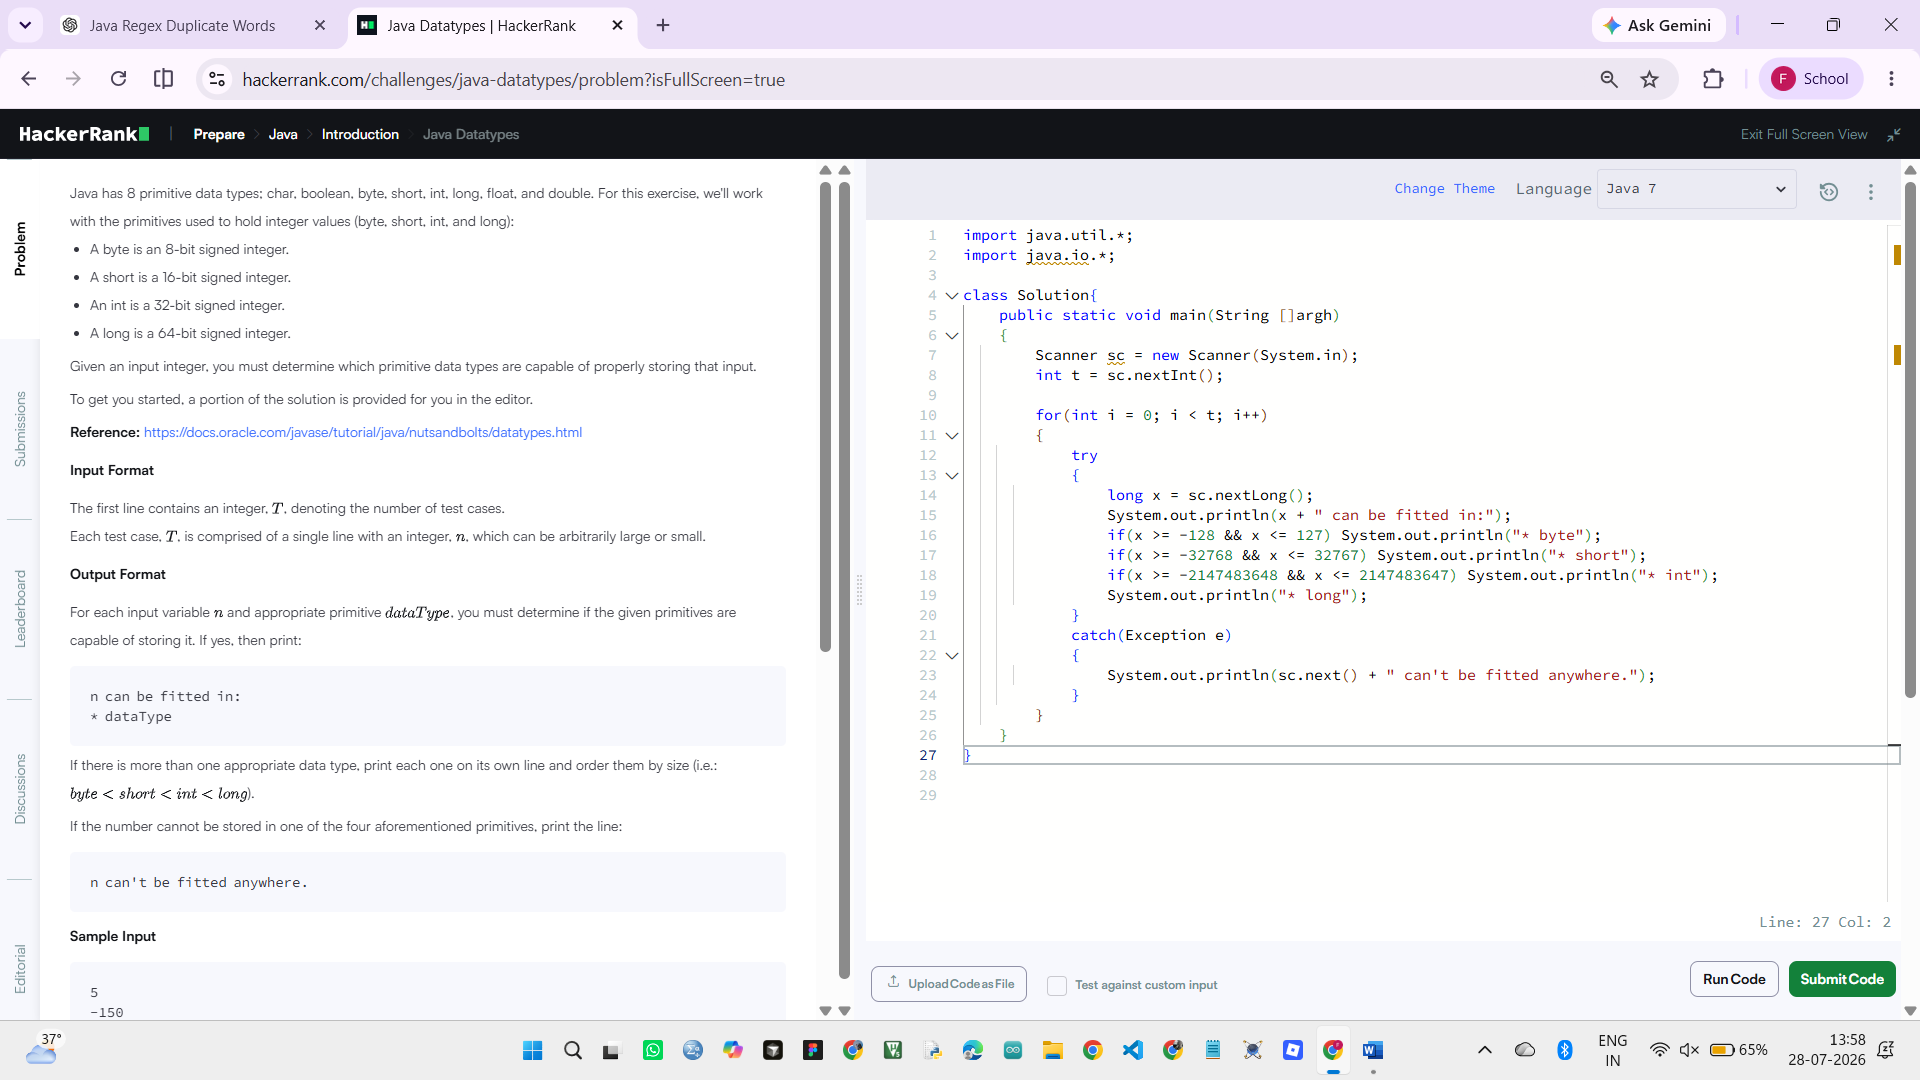 Java Regex Duplicate Words
Java Datatypes | HackerRank
Ask Gemini
hackerrank.com/challenges/java-datatypes/problem?isFullScreen=true
F School
HackerRank
Prepare > Java > Introduction > Java Datatypes
Exit Full Screen View
Problem
Submissions
Leaderboard
Discussions
Editorial
Java has 8 primitive data types; char, boolean, byte, short, int, long, float, and double. For this exercise, we'll work
with the primitives used to hold integer values (byte, short, int, and long):
• A byte is an 8-bit signed integer.
• A short is a 16-bit signed integer.
• An int is a 32-bit signed integer.
• A long is a 64-bit signed integer.
Given an input integer, you must determine which primitive data types are capable of properly storing that input.
To get you started, a portion of the solution is provided for you in the editor.
Reference: https://docs.oracle.com/javase/tutorial/java/nutsandbolts/datatypes.html
Input Format
The first line contains an integer, T, denoting the number of test cases.
Each test case, T, is comprised of a single line with an integer, n, which can be arbitrarily large or small.
Output Format
For each input variable n and appropriate primitive dataType, you must determine if the given primitives are
capable of storing it. If yes, then print:
n can be fitted in:
* dataType
If there is more than one appropriate data type, print each one on its own line and order them by size (i.e.:
byte < short < int < long).
If the number cannot be stored in one of the four aforementioned primitives, print the line:
n can't be fitted anywhere.
Sample Input
5
-150
Change Theme Language Java 7
1 import java.util.*;
2 import java.io.*;
3
4 class Solution{
5 public static void main(String []argh)
6 {
7 Scanner sc = new Scanner(System.in);
8 int t = sc.nextInt();
9
10 for(int i = 0; i < t; i++)
11 {
12 try
13 {
14 long x = sc.nextLong();
15 System.out.println(x + " can be fitted in:");
16 if(x >= -128 && x <= 127) System.out.println("* byte");
17 if(x >= -32768 && x <= 32767) System.out.println("* short");
18 if(x >= -2147483648 && x <= 2147483647) System.out.println("* int");
19 System.out.println("* long");
20 }
21 catch(Exception e)
22 {
23 System.out.println(sc.next() + " can't be fitted anywhere.");
24 }
25 }
26 }
27 }
28
29
Line: 27 Col: 2
Upload Code as File
Test against custom input
Run Code
Submit Code
37°
ENG
IN
65%
13:58
28-07-2026